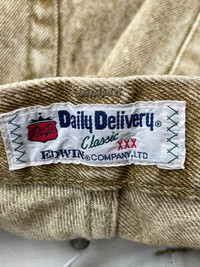 Daily Delivery®
Classic XXX
EDWIN® COMPANY, LTD